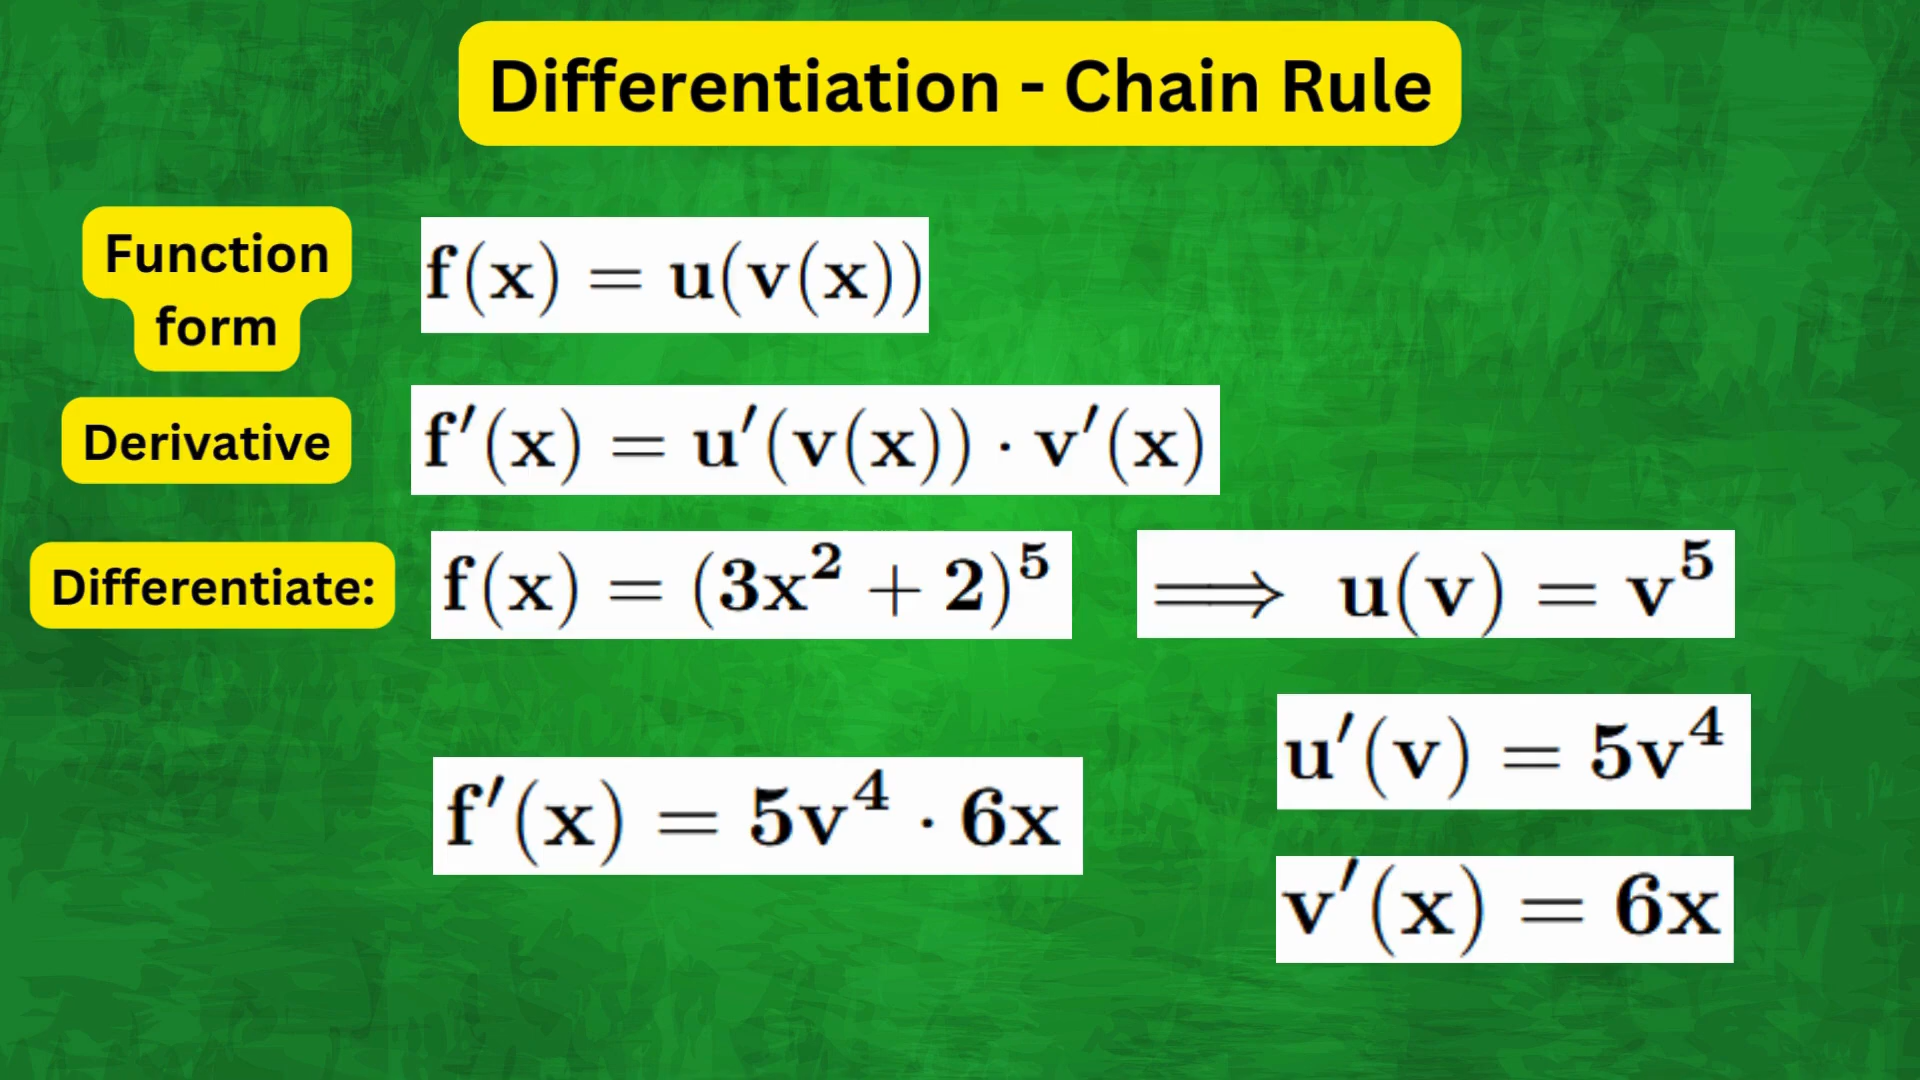 Differentiation - Chain Rule
Function
form
f(x) = u(v(x))
Derivative
f′(x) = u′(v(x)) · v′(x)
Differentiate:
f(x) = (3x² + 2)⁵
⟹ u(v) = v⁵
u′(v) = 5v⁴
f′(x) = 5v⁴ · 6x
v′(x) = 6x